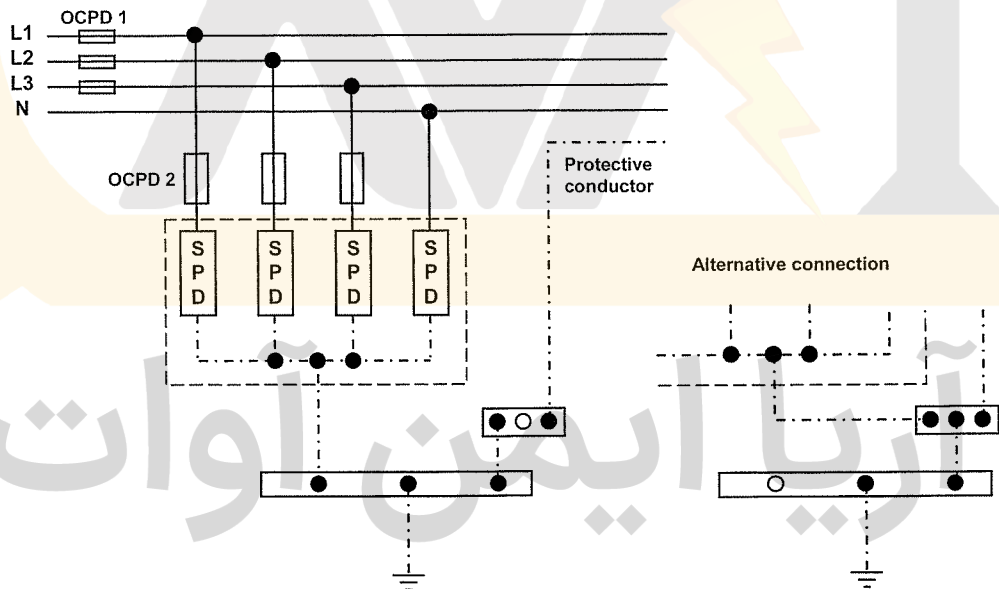 OCPD 1
L1
L2
L3
N
OCPD 2
Protective
conductor
S
P
D
S
P
D
S
P
D
S
P
D
Alternative connection
آریا ایمن آوات